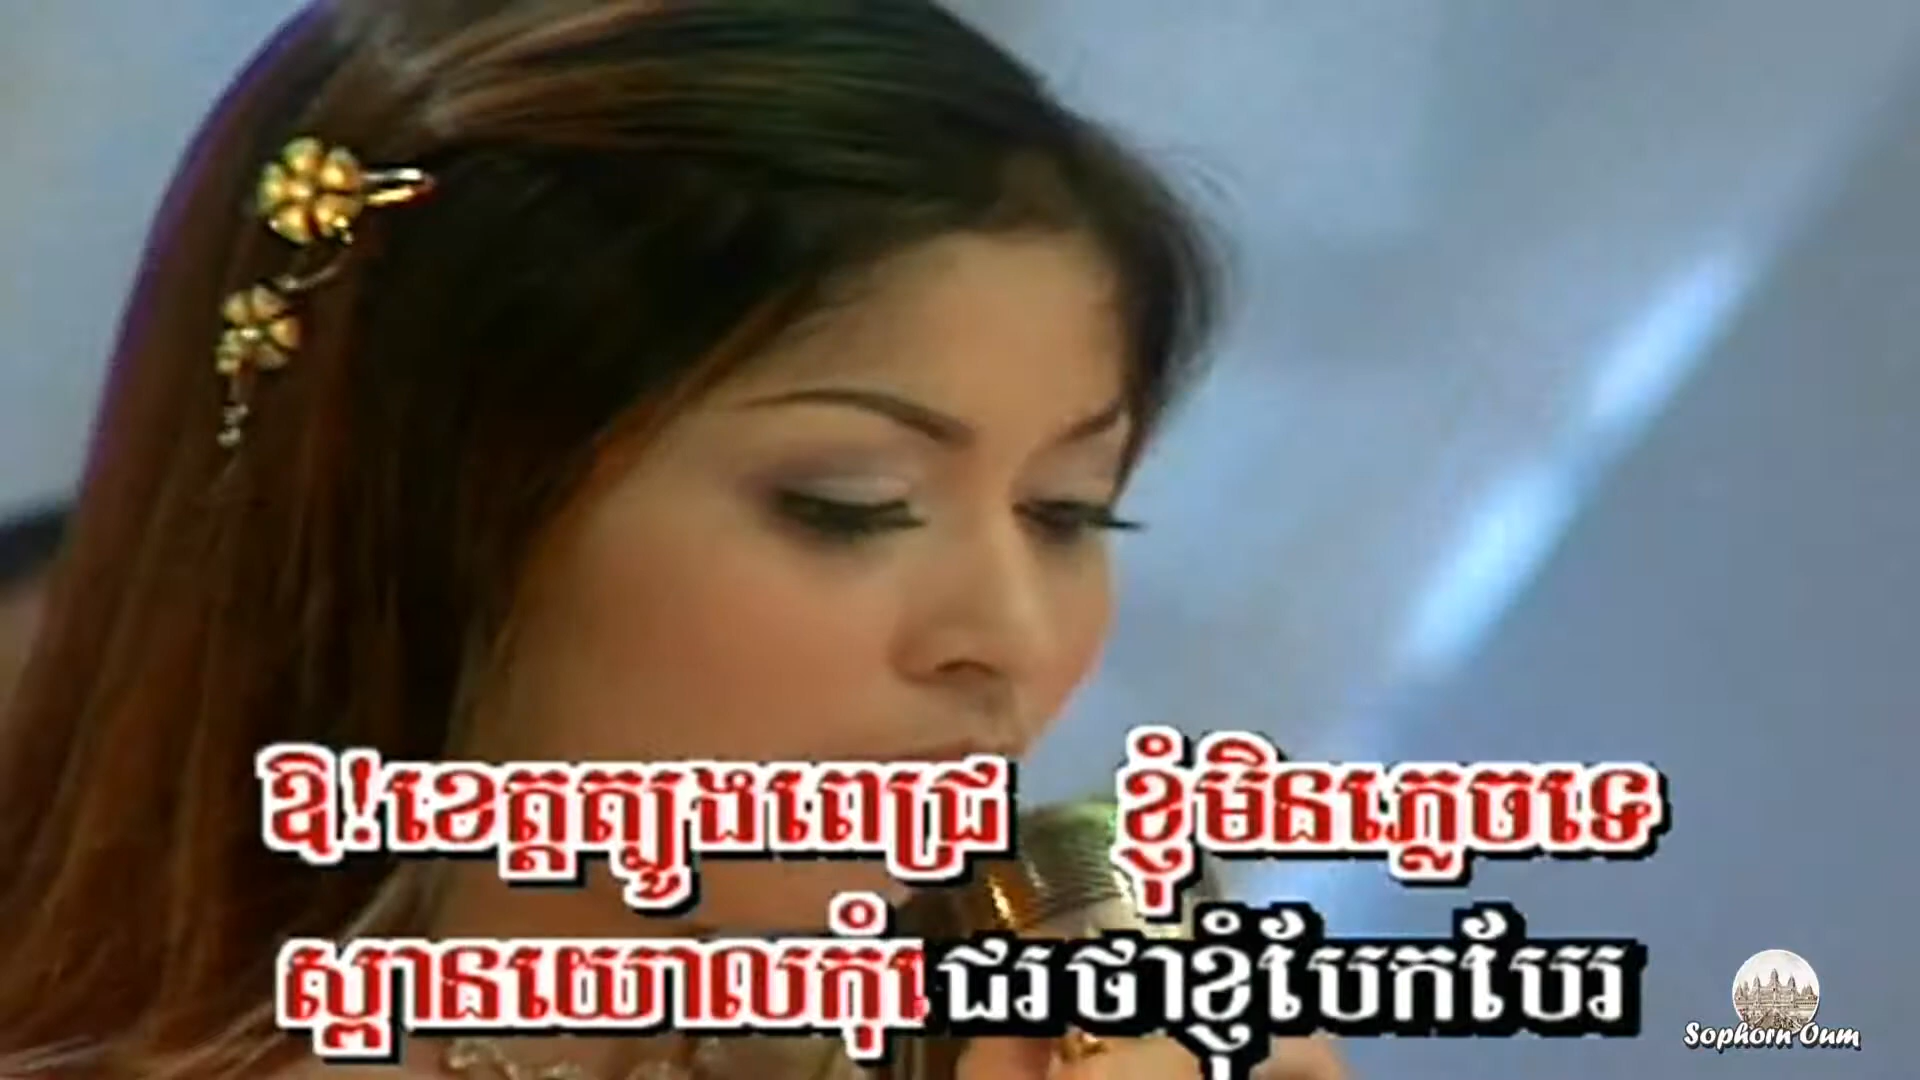 ឱ!ខេត្តត្បូងពេជ្រ ខ្ញុំមិនភ្លេចទេ
ស្ពានយោលកុំជេរថាខ្ញុំបែកបែរ
Sophorn Oum